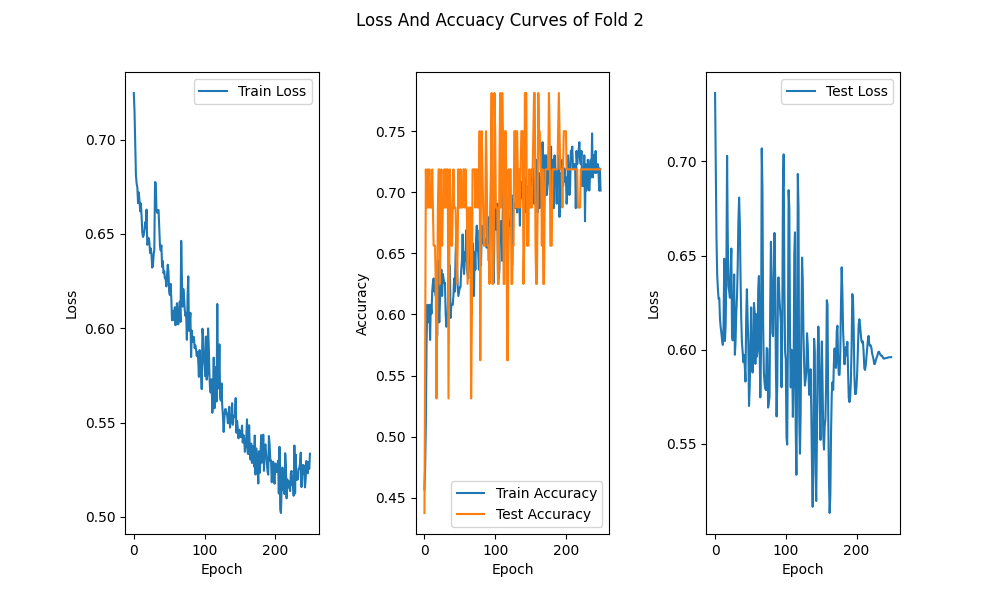 Loss And Accuacy Curves of Fold 2
Train Loss
0.70
0.65
0.60
0.55
0.50
Loss
0
100
200
Epoch
0.75
0.70
0.65
0.60
0.55
0.50
0.45
Accuracy
Train Accuracy
Test Accuracy
0
100
200
Epoch
Test Loss
0.70
0.65
0.60
0.55
Loss
0
100
200
Epoch